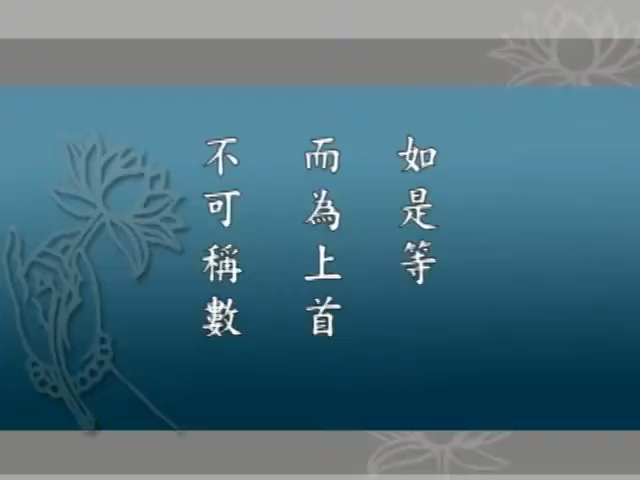 如是等
而為上首
不可稱數